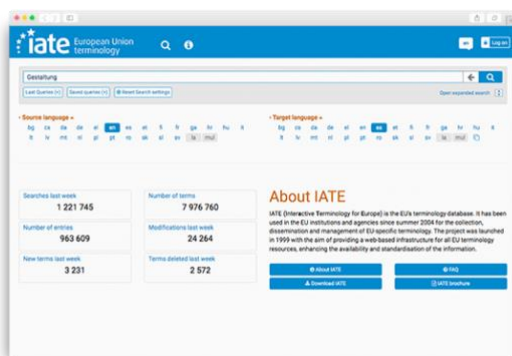 iate European Union
terminology
en Log on
Gestaltung
Last Queries (+) Saved queries (+) Reset Search settings Open expanded search
Source language Target language
bg cs da de el en es et fi fr ga hr hu it bg cs da de el en es et fi fr ga hr hu it
lt lv mt nl pl pt ro sk sl sv la mul lt lv mt nl pl pt ro sk sl sv la mul
Searches last week Number of terms
1 221 745 7 976 760
About IATE
IATE (Interactive Terminology for Europe) is the EU's terminology database. It has been
Number of entries Modifications last week used in the EU institutions and agencies since summer 2004 for the collection,
963 609 24 264 dissemination and management of EU-specific terminology. The project was launched
in 1999 with the aim of providing a web-based infrastructure for all EU terminology
resources, enhancing the availability and standardisation of the information.
New terms last week Terms deleted last week
3 231 2 572
About IATE FAQ
Download IATE IATE brochure